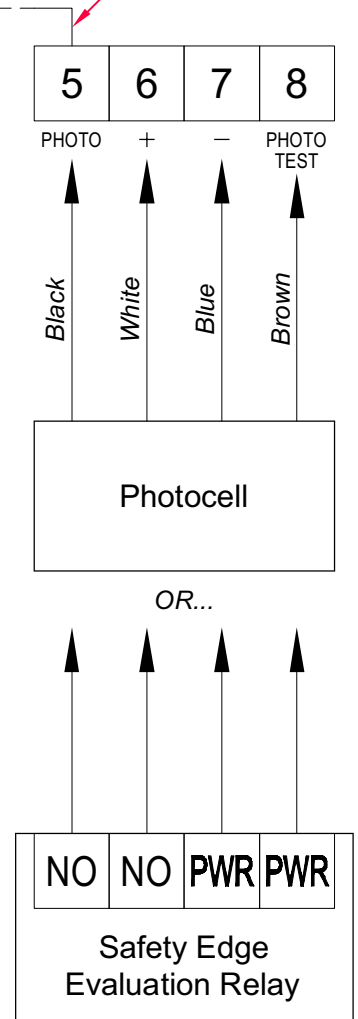 5 6 7 8
PHOTO + − PHOTO TEST
Black White Blue Brown
Photocell
OR...
NO NO PWR PWR
Safety Edge
Evaluation Relay